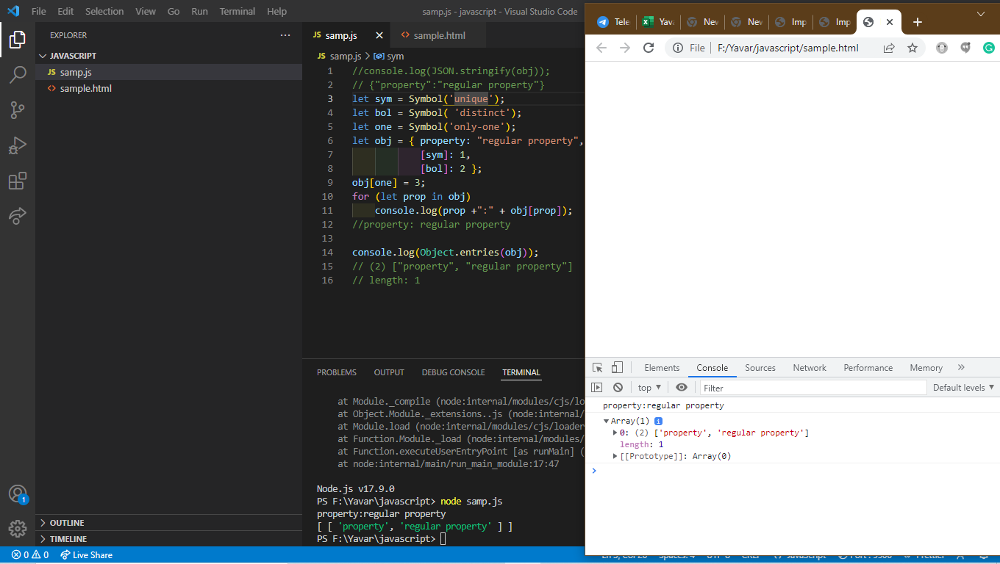 File Edit Selection View Go Run Terminal Help
samp.js - javascript - Visual Studio Code
EXPLORER
JAVASCRIPT
JS samp.js
<> sample.html
OUTLINE
TIMELINE
JS samp.js
<> sample.html
JS samp.js > sym
1 //console.log(JSON.stringify(obj));
2 // {"property":"regular property"}
3 let sym = Symbol('unique');
4 let bol = Symbol( 'distinct');
5 let one = Symbol('only-one');
6 let obj = { property: "regular property",
7 [sym]: 1,
8 [bol]: 2 };
9 obj[one] = 3;
10 for (let prop in obj)
11 console.log(prop +":" + obj[prop]);
12 //property: regular property
13
14 console.log(Object.entries(obj));
15 // (2) ["property", "regular property"]
16 // length: 1
PROBLEMS OUTPUT DEBUG CONSOLE TERMINAL
at Module._compile (node:internal/modules/cjs/lo
at Object.Module._extensions..js (node:internal/
at Module.load (node:internal/modules/cjs/loader
at Function.Module._load (node:internal/modules/
at Function.executeUserEntryPoint [as runMain] (
at node:internal/main/run_main_module:17:47
Node.js v17.9.0
PS F:\Yavar\javascript> node samp.js
property:regular property
[ [ 'property', 'regular property' ] ]
PS F:\Yavar\javascript>
1
0 0 Live Share
Tele Yava Nev Nev Imp Imp
File F:/Yavar/javascript/sample.html
Elements Console Sources Network Performance Memory
top Filter Default levels
property:regular property
Array(1)
0: (2) ['property', 'regular property']
length: 1
[[Prototype]]: Array(0)